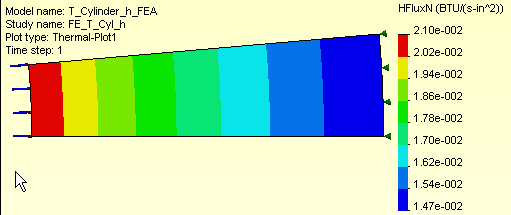 Model name: T_Cylinder_h_FEA
Study name: FE_T_Cyl_h
Plot type: Thermal-Plot1
Time step: 1
HFluxN (BTU/(s-in^2))
2.10e-002
2.02e-002
1.94e-002
1.86e-002
1.78e-002
1.70e-002
1.62e-002
1.54e-002
1.47e-002